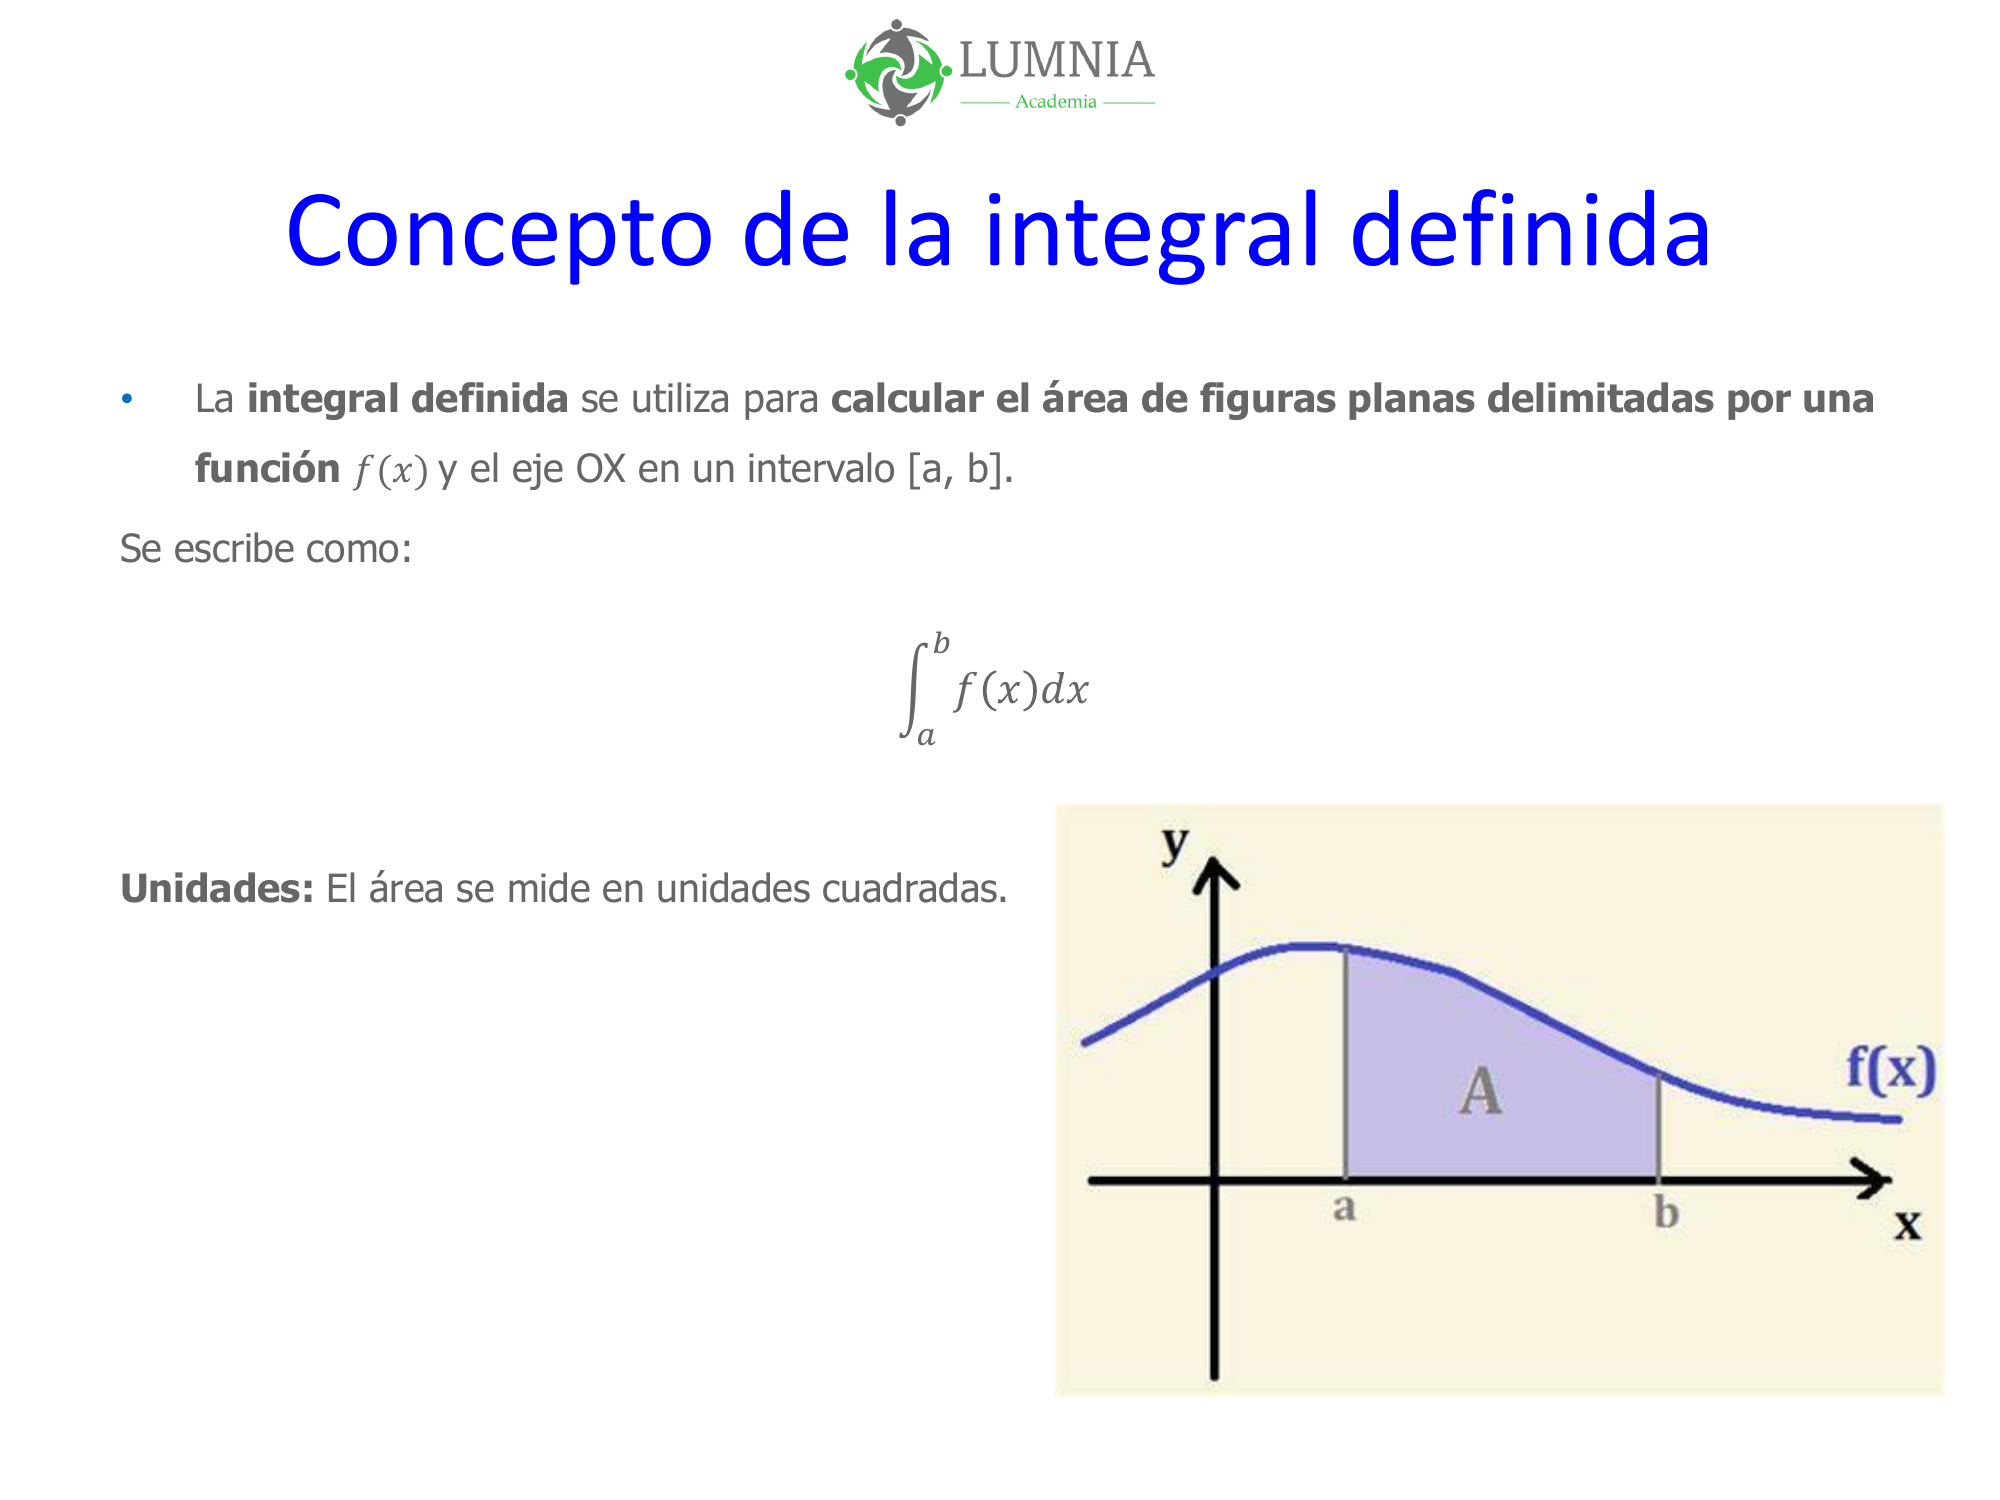 LUMNIA
Academia
Concepto de la integral definida
• La integral definida se utiliza para calcular el área de figuras planas delimitadas por una
función f(x) y el eje OX en un intervalo [a, b].
Se escribe como:
∫_a^b f(x)dx
Unidades: El área se mide en unidades cuadradas.
y
f(x)
A
a b
x